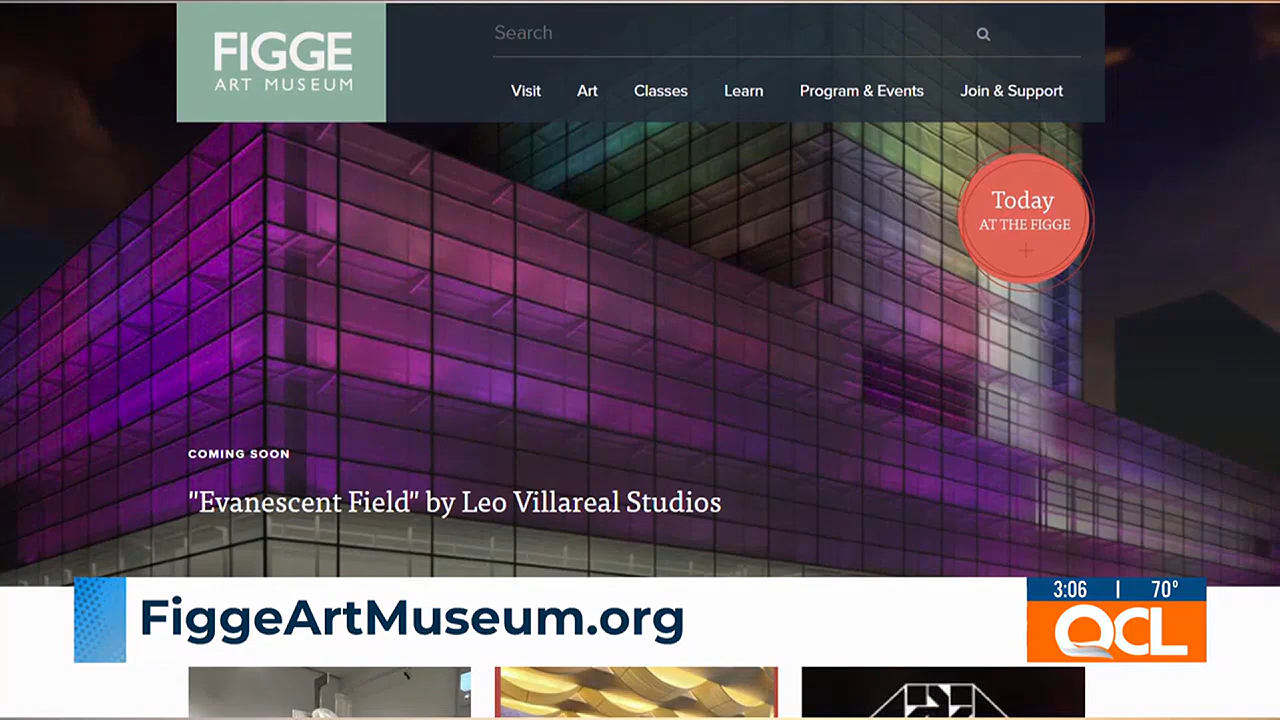 FIGGE
ART MUSEUM
Search
Visit Art Classes Learn Program & Events Join & Support
Today
AT THE FIGGE
+
COMING SOON
"Evanescent Field" by Leo Villareal Studios
FiggeArtMuseum.org
3:06 | 70°
QCL